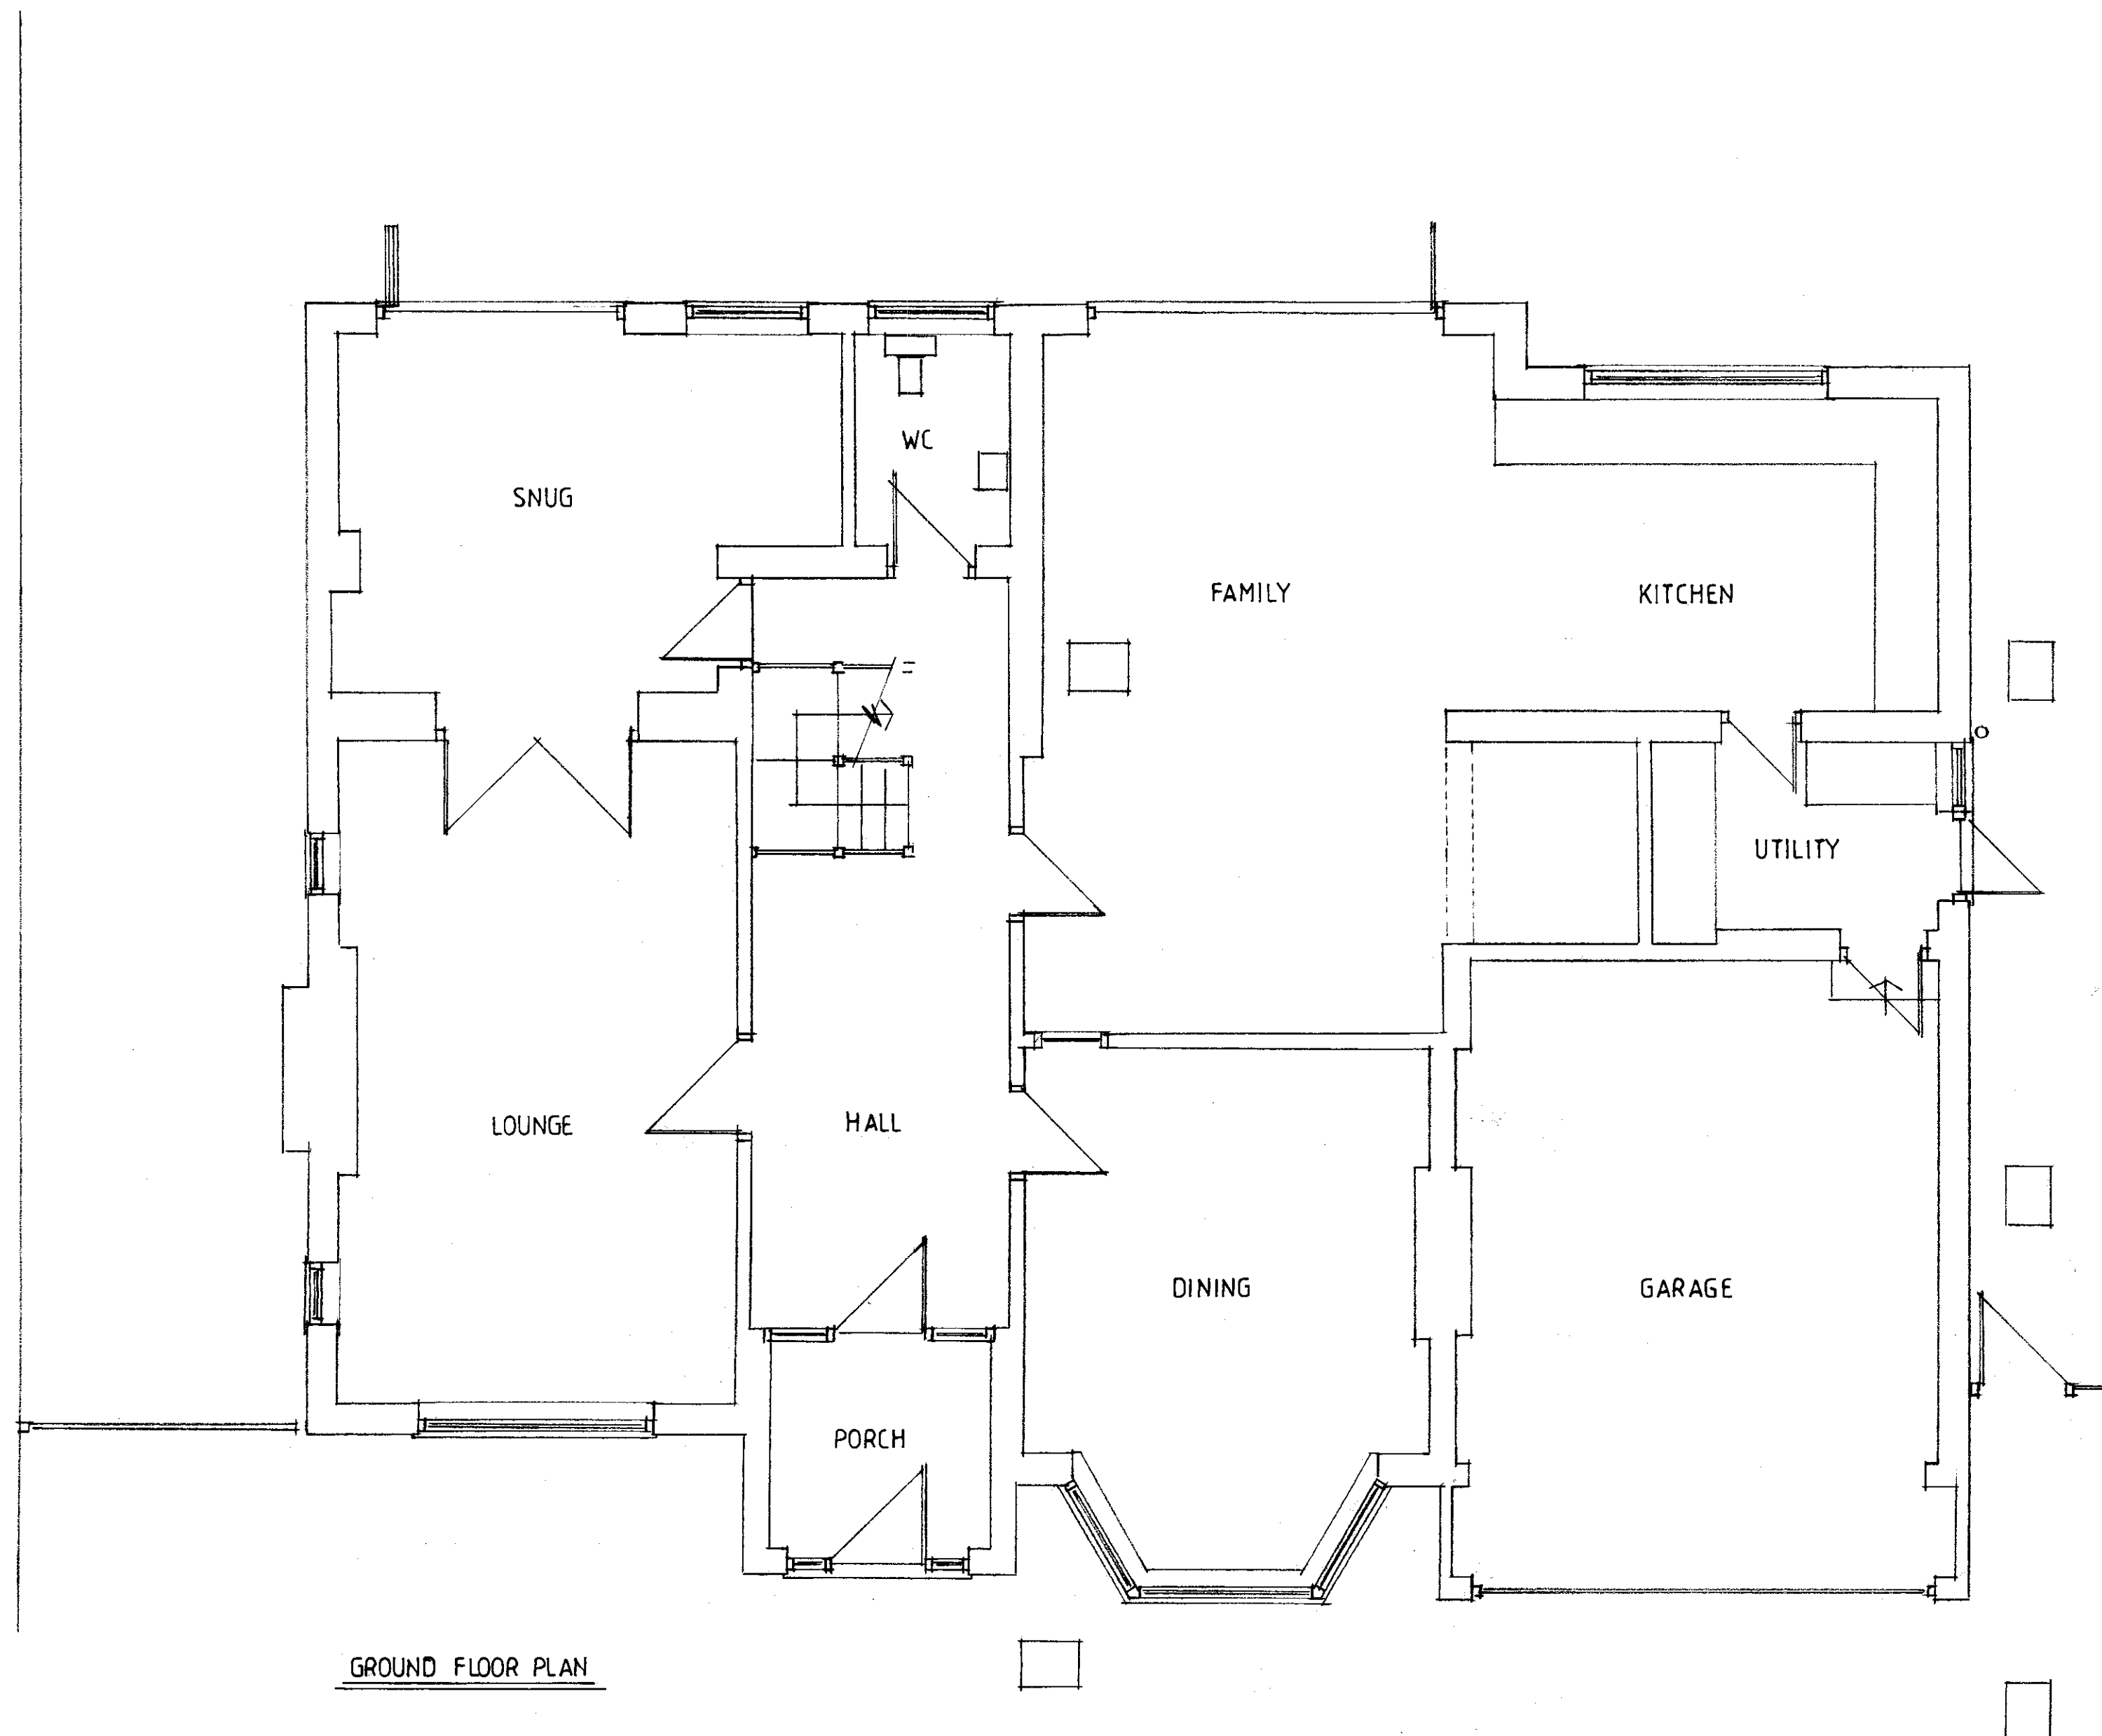 WC
SNUG
FAMILY
KITCHEN
UTILITY
LOUNGE
HALL
DINING
GARAGE
PORCH
GROUND FLOOR PLAN